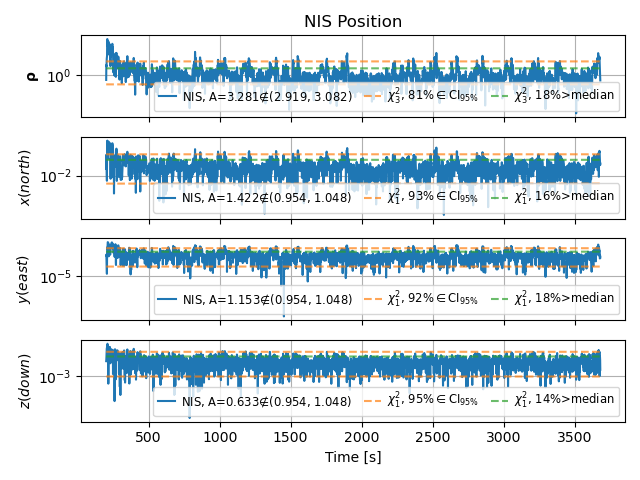 NIS Position
ρ
10⁰
NIS, A=3.281∉(2.919, 3.082) χ²₃, 81% ∈ CI₉₅% χ²₃, 18%>median
x(north)
10⁻²
NIS, A=1.422∉(0.954, 1.048) χ²₁, 93% ∈ CI₉₅% χ²₁, 16%>median
y(east)
10⁻⁵
NIS, A=1.153∉(0.954, 1.048) χ²₁, 92% ∈ CI₉₅% χ²₁, 18%>median
z(down)
10⁻³
NIS, A=0.633∉(0.954, 1.048) χ²₁, 95% ∈ CI₉₅% χ²₁, 14%>median
500 1000 1500 2000 2500 3000 3500
Time [s]